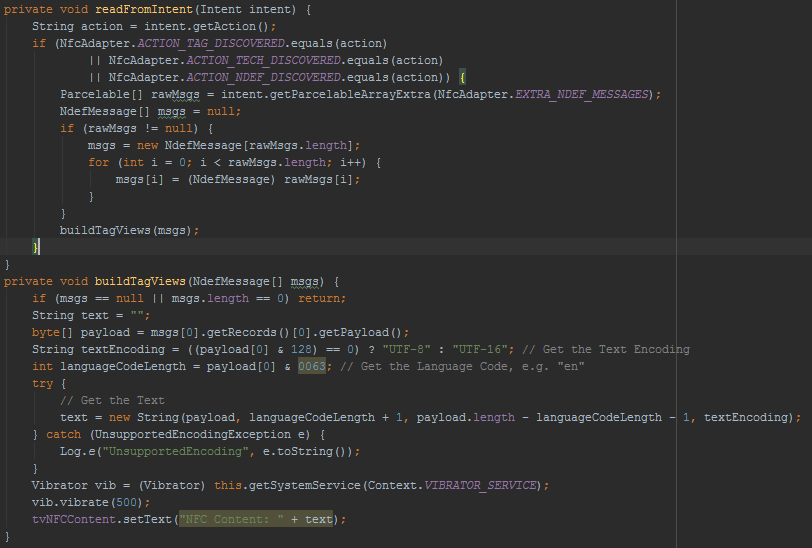 private void readFromIntent(Intent intent) {
    String action = intent.getAction();
    if (NfcAdapter.ACTION_TAG_DISCOVERED.equals(action)
            || NfcAdapter.ACTION_TECH_DISCOVERED.equals(action)
            || NfcAdapter.ACTION_NDEF_DISCOVERED.equals(action)) {
        Parcelable[] rawMsgs = intent.getParcelableArrayExtra(NfcAdapter.EXTRA_NDEF_MESSAGES);
        NdefMessage[] msgs = null;
        if (rawMsgs != null) {
            msgs = new NdefMessage[rawMsgs.length];
            for (int i = 0; i < rawMsgs.length; i++) {
                msgs[i] = (NdefMessage) rawMsgs[i];
            }
        }
        buildTagViews(msgs);
    }
}
private void buildTagViews(NdefMessage[] msgs) {
    if (msgs == null || msgs.length == 0) return;
    String text = "";
    byte[] payload = msgs[0].getRecords()[0].getPayload();
    String textEncoding = ((payload[0] & 128) == 0) ? "UTF-8" : "UTF-16"; // Get the Text Encoding
    int languageCodeLength = payload[0] & 0063; // Get the Language Code, e.g. "en"
    try {
        // Get the Text
        text = new String(payload, languageCodeLength + 1, payload.length - languageCodeLength - 1, textEncoding);
    } catch (UnsupportedEncodingException e) {
        Log.e("UnsupportedEncoding", e.toString());
    }
    Vibrator vib = (Vibrator) this.getSystemService(Context.VIBRATOR_SERVICE);
    vib.vibrate(500);
    tvNFCContent.setText("NFC Content: " + text);
}